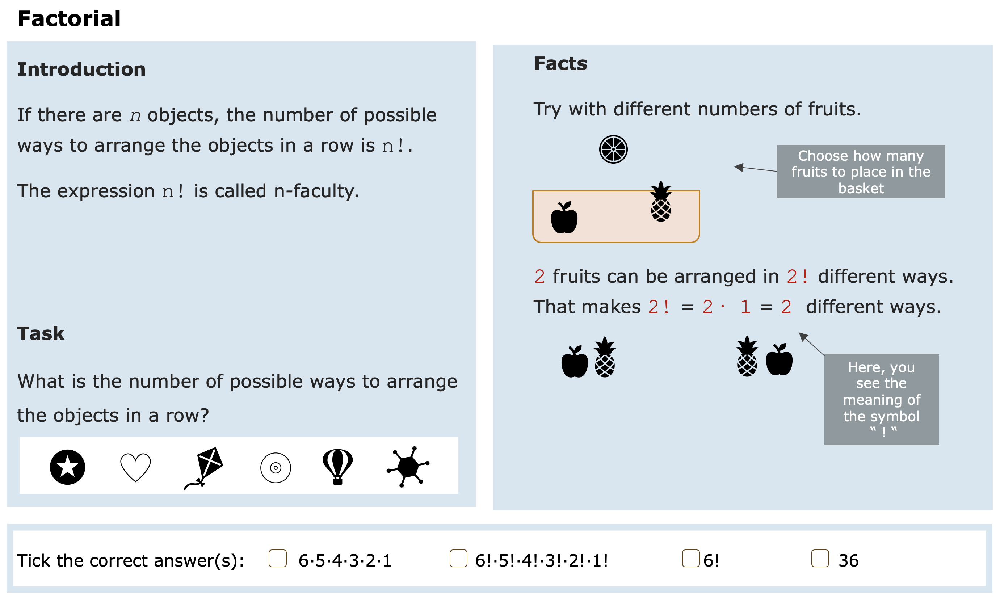 Factorial
Introduction
If there are n objects, the number of possible
ways to arrange the objects in a row is n!.
The expression n! is called n-faculty.
Task
What is the number of possible ways to arrange
the objects in a row?
Facts
Try with different numbers of fruits.
Choose how many
fruits to place in the
basket
2 fruits can be arranged in 2! different ways.
That makes 2! = 2· 1 = 2 different ways.
Here, you
see the
meaning of
the symbol
“ ! “
Tick the correct answer(s):
6·5·4·3·2·1
6!·5!·4!·3!·2!·1!
6!
36